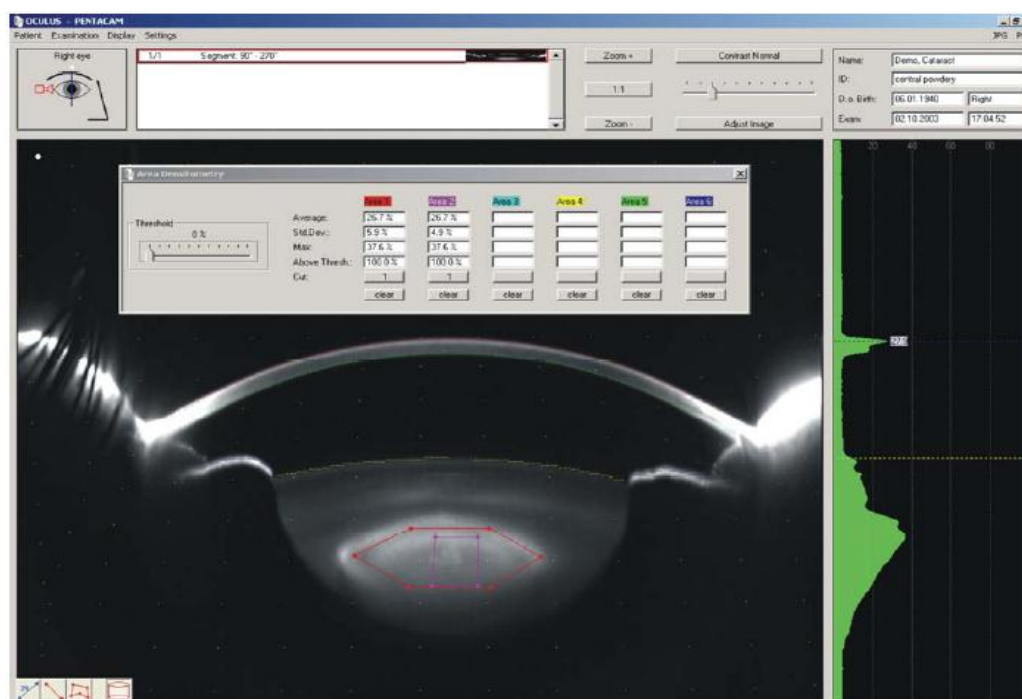 OCULUS - PENTACAM
Patient Examination Display Settings
JPG
Right eye
1/1 Segment: 90° - 270°
Zoom +
1:1
Zoom -
Contrast Normal
Adjust Image
Name: Demo, Cataract
ID: central powdery
D.o. Birth: 06.01.1940 Right
Exam: 02.10.2003 17:04:52
20 40 60 80
Area Densitometry
Threshold
0 %
Area 1 Area 2 Area 3 Area 4 Area 5 Area 6
Average: 26.7 % 26.7 %
Std.Dev.: 5.9 % 4.9 %
Max: 37.6 % 37.6 %
Above Thresh.: 100.0 % 100.0 %
Cut: 1 1
clear clear clear clear clear clear